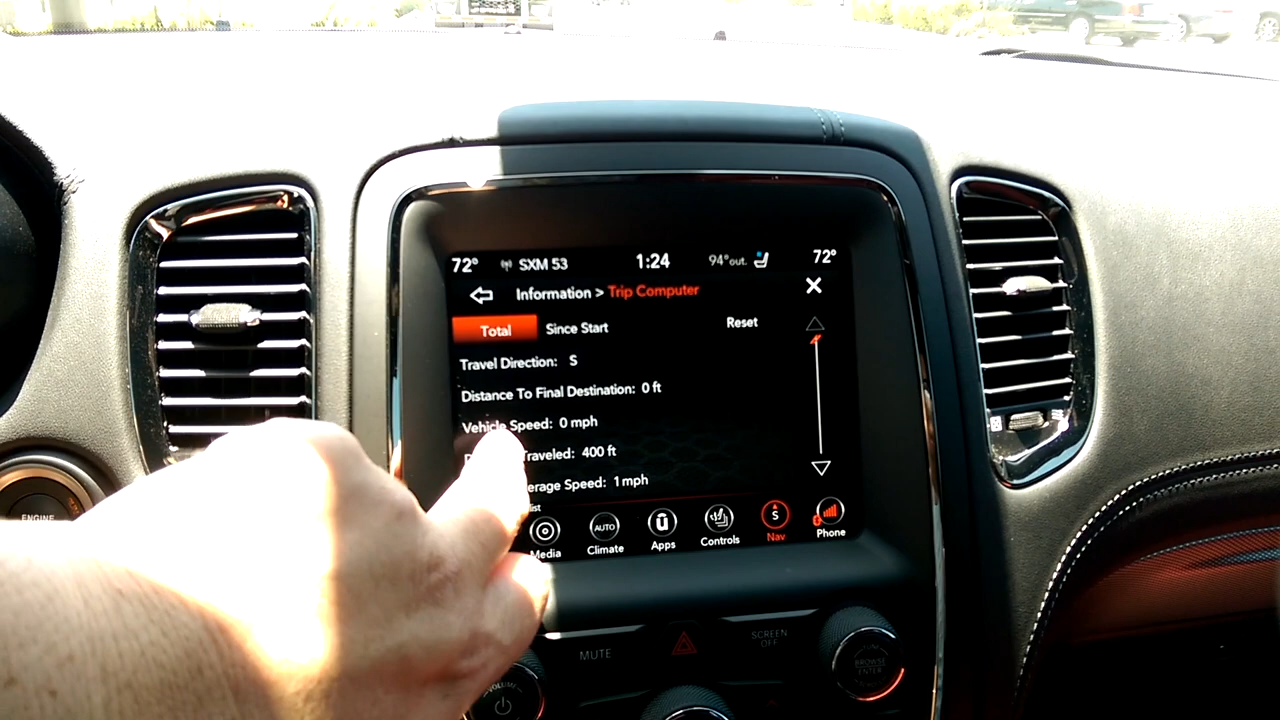 72° SXM 53 1:24 94°out. 72°
Information > Trip Computer X
Total Since Start Reset
Travel Direction: S
Distance To Final Destination: 0 ft
Vehicle Speed: 0 mph
Traveled: 400 ft
erage Speed: 1 mph
AUTO S
Media Climate Apps Controls Nav Phone
ENGINE
MUTE SCREEN OFF
VOLUME
BROWSE
ENTER